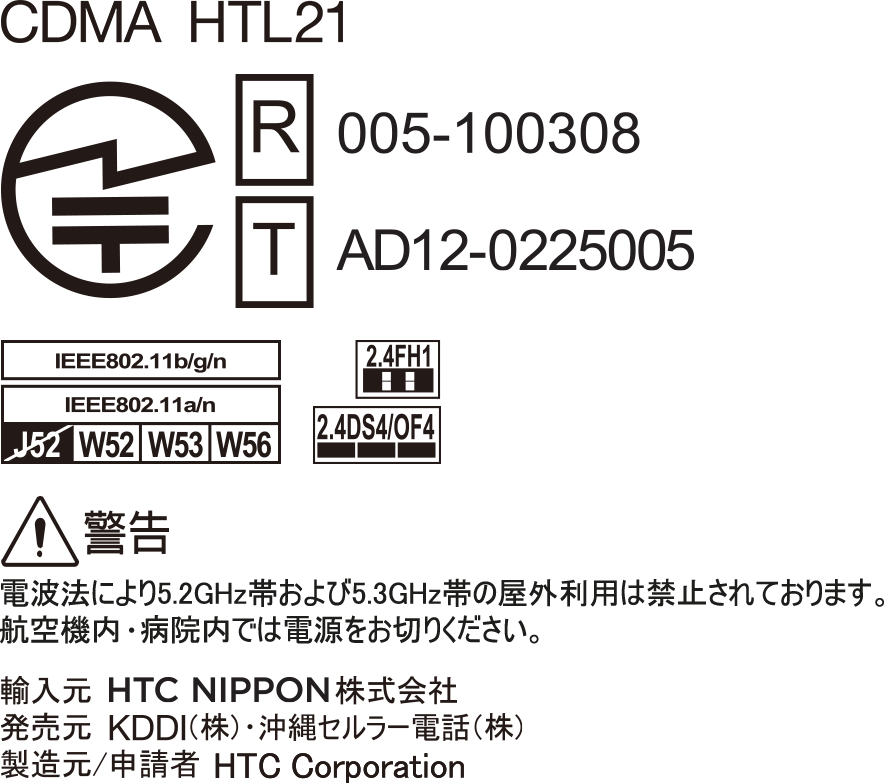 CDMA HTL21
R 005-100308
T AD12-0225005
IEEE802.11b/g/n
2.4FH1
IEEE802.11a/n
J52 W52 W53 W56
2.4DS4/OF4
警告
電波法により5.2GHz帯および5.3GHz帯の屋外利用は禁止されております。
航空機内・病院内では電源をお切りください。
輸入元 HTC NIPPON株式会社
発売元 KDDI(株)・沖縄セルラー電話(株)
製造元/申請者 HTC Corporation